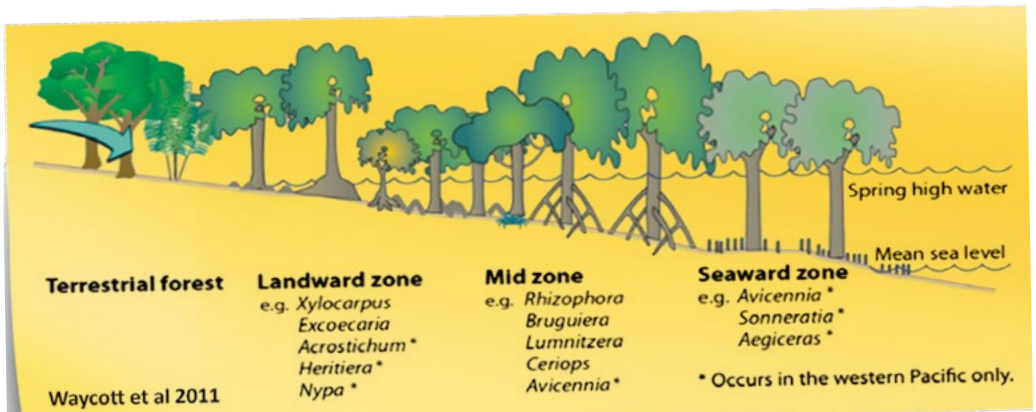 Spring high water
Mean sea level
Terrestrial forest
Landward zone
e.g. Xylocarpus
Excoecaria
Acrostichum *
Heritiera *
Nypa *
Mid zone
e.g. Rhizophora
Bruguiera
Lumnitzera
Ceriops
Avicennia *
Seaward zone
e.g. Avicennia *
Sonneratia *
Aegiceras *
* Occurs in the western Pacific only.
Waycott et al 2011